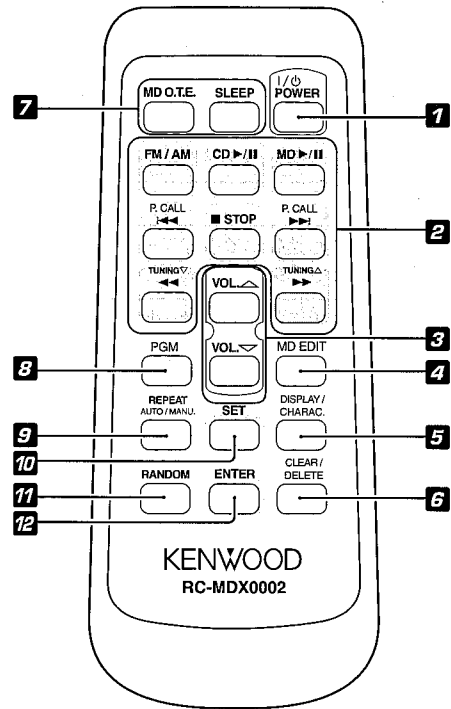 I/⏻
MD O.T.E. SLEEP POWER
7
1
FM / AM CD ►/II MD ►/II
P. CALL P. CALL
I◄◄ ■ STOP ►►I
2
TUNING▽ TUNING△
◄◄ ►►
VOL.△
3
PGM VOL.▽ MD EDIT
8
4
REPEAT DISPLAY /
AUTO / MANU. SET CHARAC.
9
5
10
CLEAR /
RANDOM ENTER DELETE
11
6
12
KENWOOD
RC-MDX0002